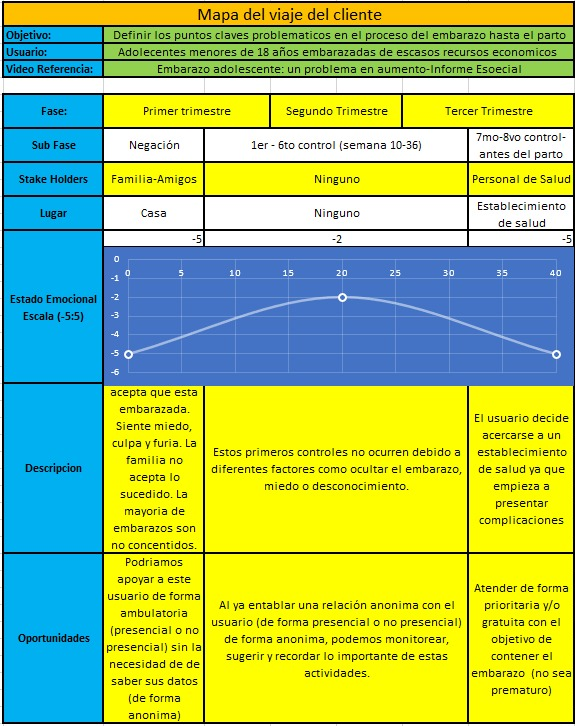 Mapa del viaje del cliente
Objetivo: Definir los puntos claves problematicos en el proceso del embarazo hasta el parto
Usuario: Adolecentes menores de 18 años embarazadas de escasos recursos economicos
Video Referencia: Embarazo adolescente: un problema en aumento-Informe Esoecial
Fase: Primer trimestre Segundo Trimestre Tercer Trimestre
Sub Fase
Negación
1er - 6to control (semana 10-36)
7mo-8vo control-
antes del parto
Stake Holders Familia-Amigos Ninguno Personal de Salud
Lugar
Casa
Ninguno
Establecimiento
de salud
-5 -2 -5
Estado Emocional
Escala (-5:5)
0
-1
-2
-3
-4
-5
-6
0 5 10 15 20 25 30 35 40
Descripcion
acepta que esta
embarazada.
Siente miedo,
culpa y furia. La
familia no
acepta lo
sucedido. La
mayoria de
embarazos son
no concentidos.
Estos primeros controles no ocurren debido a
diferentes factores como ocultar el embarazo,
miedo o desconocimiento.
El usuario decide
acercarse a un
establecimiento
de salud ya que
empieza a
presentar
complicaciones
Oportunidades
Podriamos
apoyar a este
usuario de forma
ambulatoria
(presencial o no
presencial) sin la
necesidad de de
saber sus datos
(de forma
anonima)
Al ya entablar una relación anonima con el
usuario (de forma presencial o no presencial)
de forma anonima, podemos monitorear,
sugerir y recordar lo importante de estas
actividades.
Atender de forma
prioritaria y/o
gratuita con el
objetivo de
contener el
embarazo (no sea
prematuro)